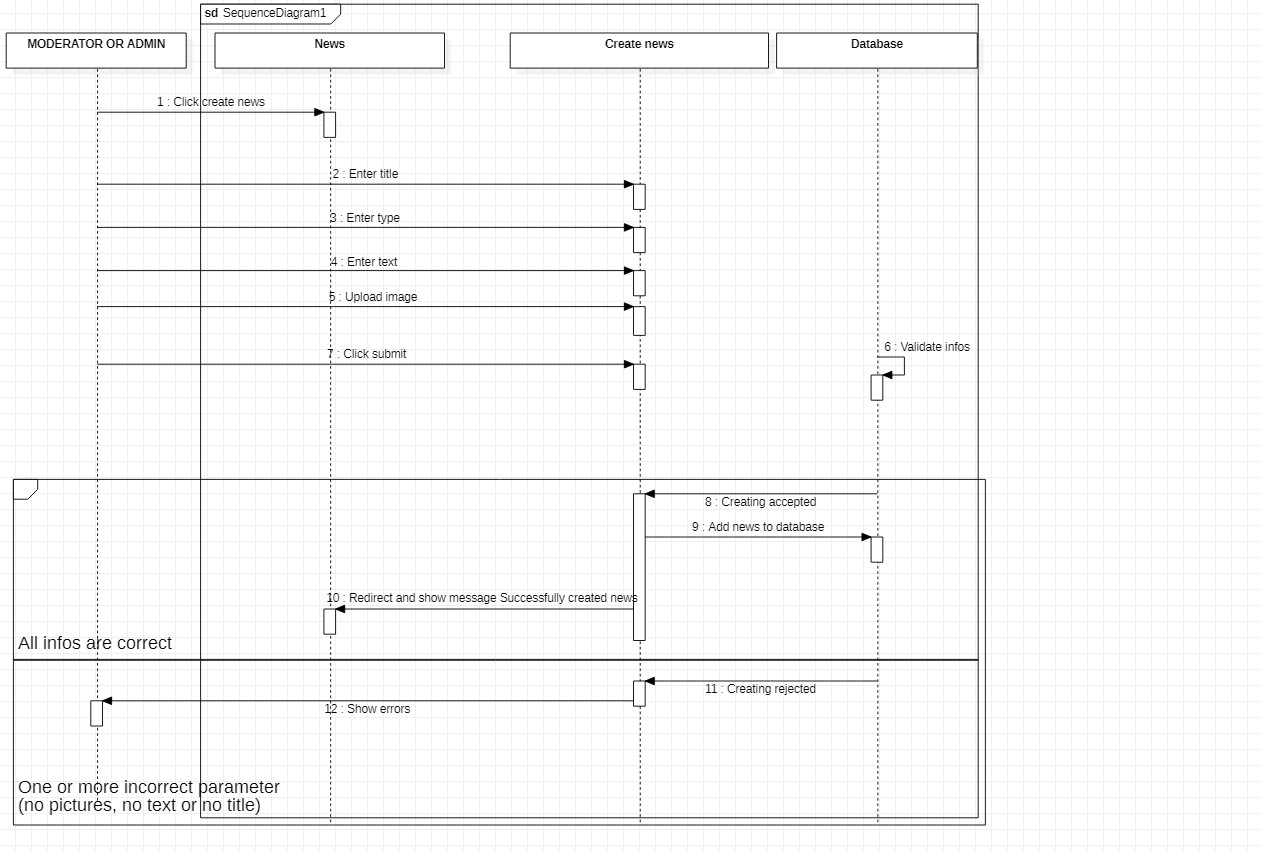 sd SequenceDiagram1
MODERATOR OR ADMIN
News
Create news
Database
1 : Click create news
2 : Enter title
3 : Enter type
4 : Enter text
5 : Upload image
6 : Validate infos
7 : Click submit
8 : Creating accepted
9 : Add news to database
10 : Redirect and show message Successfully created news
All infos are correct
11 : Creating rejected
12 : Show errors
One or more incorrect parameter
(no pictures, no text or no title)